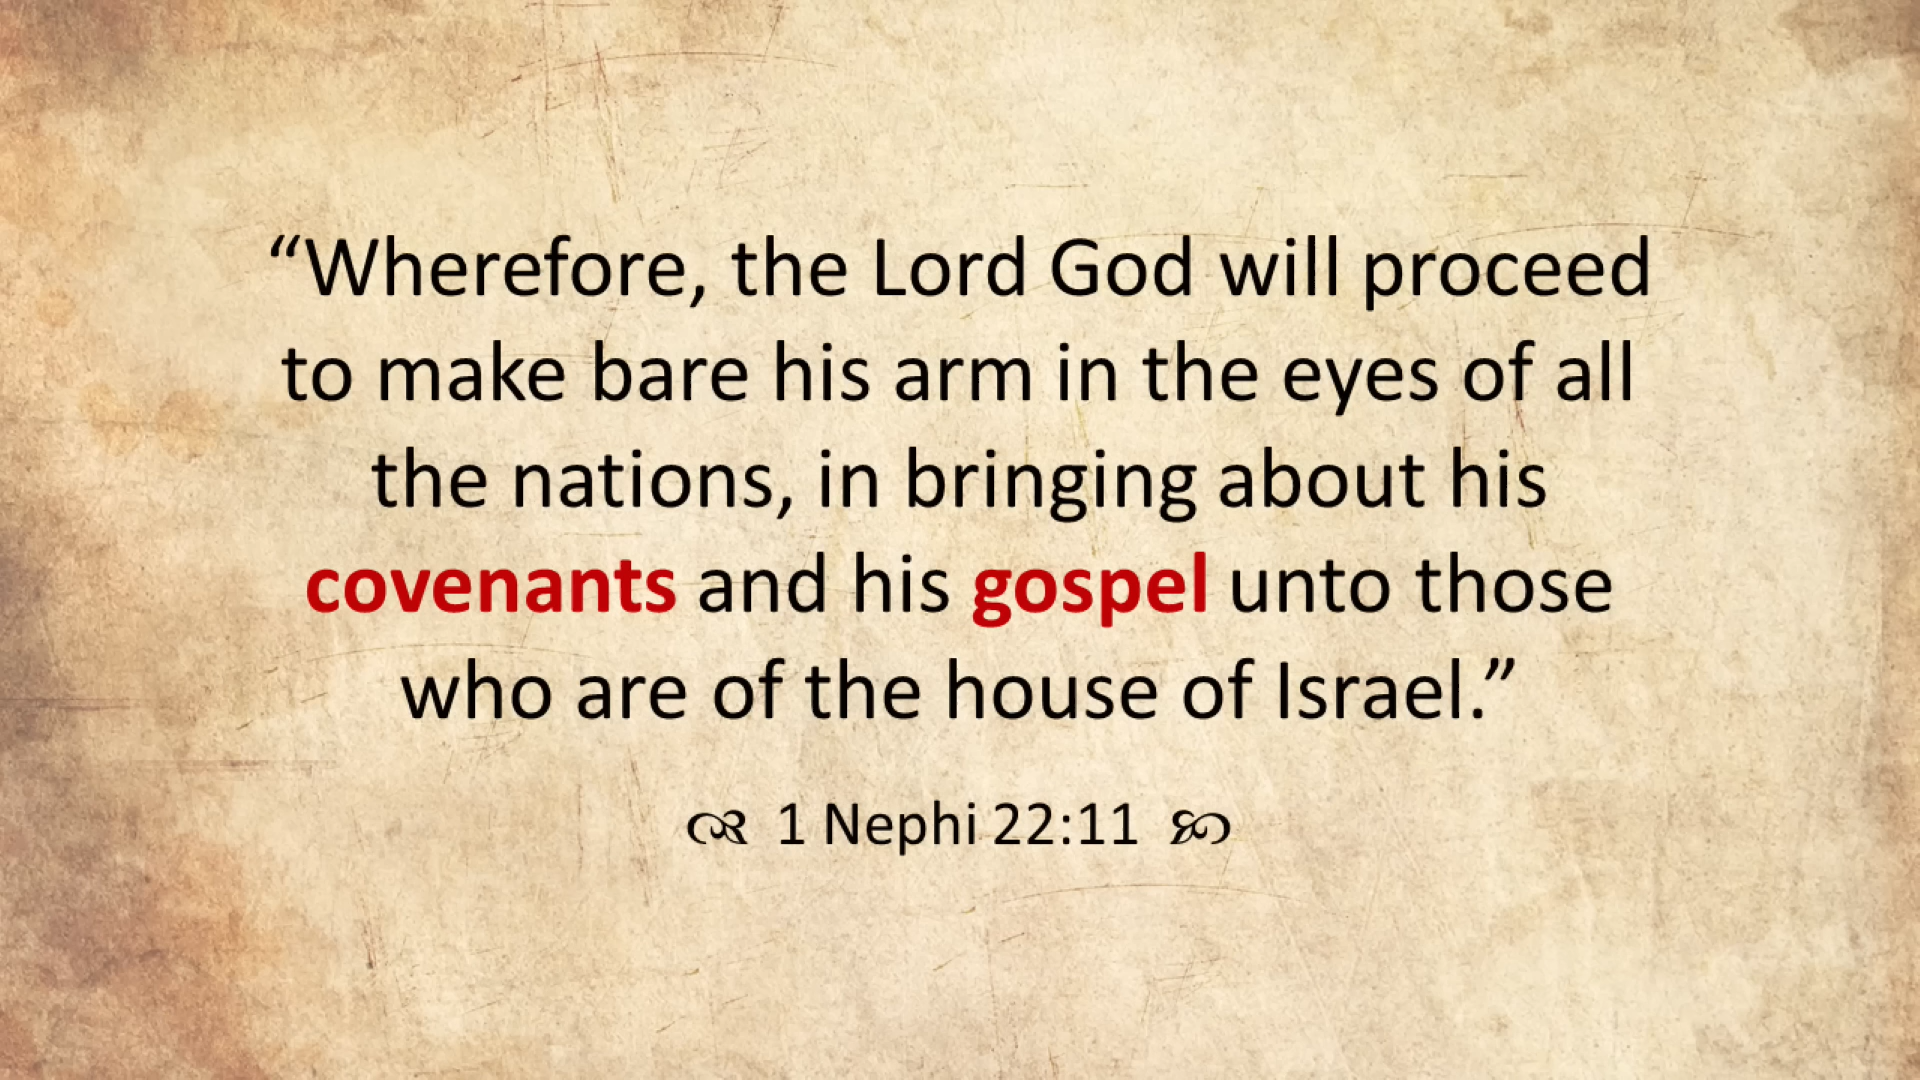 “Wherefore, the Lord God will proceed
to make bare his arm in the eyes of all
the nations, in bringing about his
covenants and his gospel unto those
who are of the house of Israel.”
1 Nephi 22:11